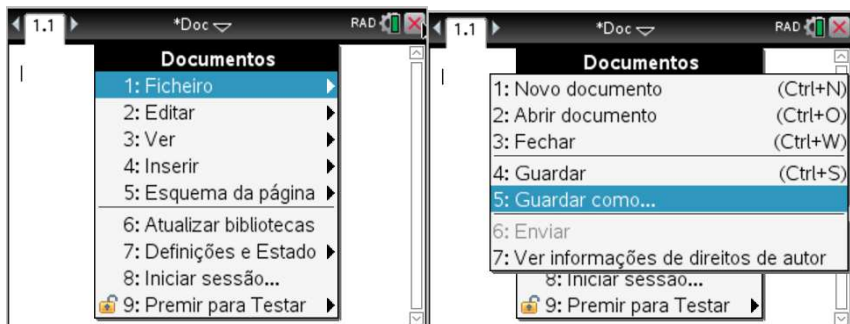 1.1
*Doc
RAD
Documentos
1: Ficheiro
2: Editar
3: Ver
4: Inserir
5: Esquema da página
6: Atualizar bibliotecas
7: Definições e Estado
8: Iniciar sessão...
9: Premir para Testar
1.1
*Doc
RAD
Documentos
1: Novo documento (Ctrl+N)
2: Abrir documento (Ctrl+O)
3: Fechar (Ctrl+W)
4: Guardar (Ctrl+S)
5: Guardar como...
6: Enviar
7: Ver informações de direitos de autor
8: Iniciar sessão...
9: Premir para Testar